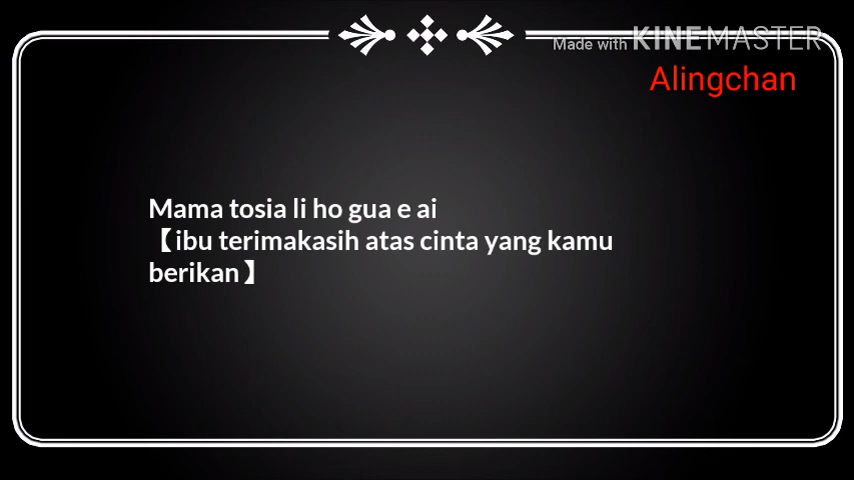 Made with KINEMASTER
Alingchan
Mama tosia li ho gua e ai
【ibu terimakasih atas cinta yang kamu
berikan】